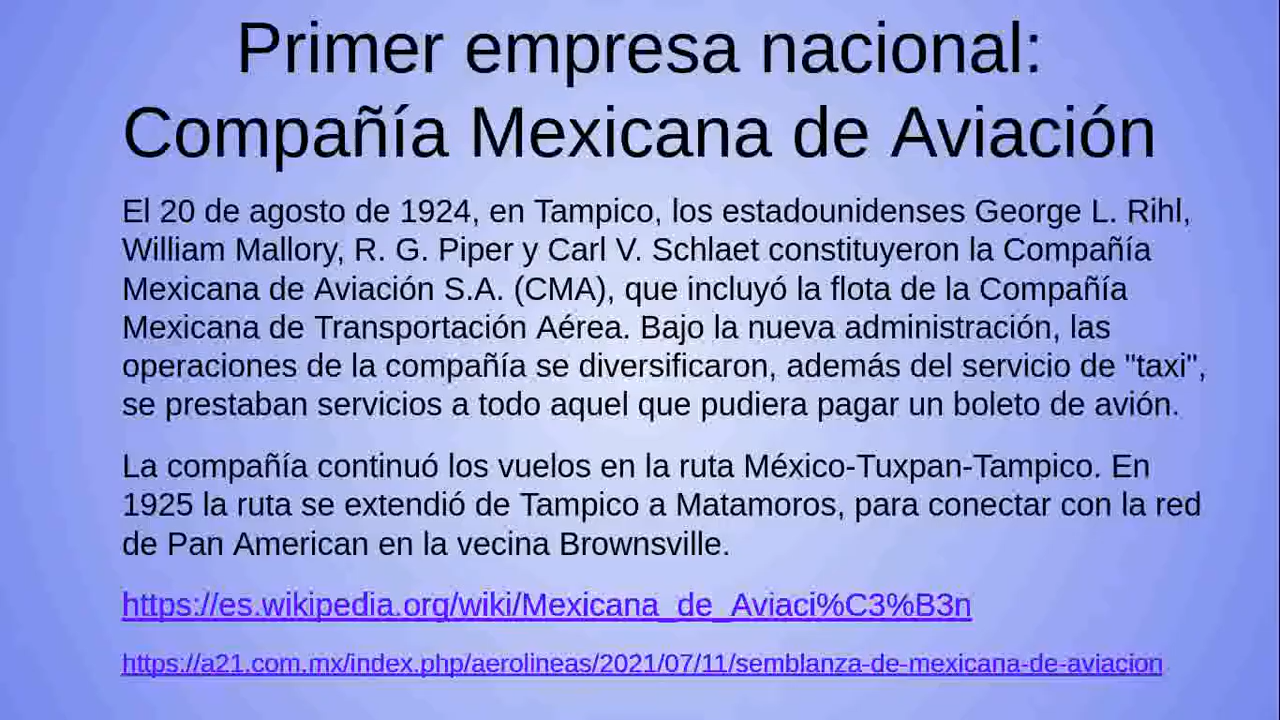 Primer empresa nacional:
Compañía Mexicana de Aviación
El 20 de agosto de 1924, en Tampico, los estadounidenses George L. Rihl,
William Mallory, R. G. Piper y Carl V. Schlaet constituyeron la Compañía
Mexicana de Aviación S.A. (CMA), que incluyó la flota de la Compañía
Mexicana de Transportación Aérea. Bajo la nueva administración, las
operaciones de la compañía se diversificaron, además del servicio de "taxi",
se prestaban servicios a todo aquel que pudiera pagar un boleto de avión.
La compañía continuó los vuelos en la ruta México-Tuxpan-Tampico. En
1925 la ruta se extendió de Tampico a Matamoros, para conectar con la red
de Pan American en la vecina Brownsville.
https://es.wikipedia.org/wiki/Mexicana_de_Aviaci%C3%B3n
https://a21.com.mx/index.php/aerolineas/2021/07/11/semblanza-de-mexicana-de-aviacion